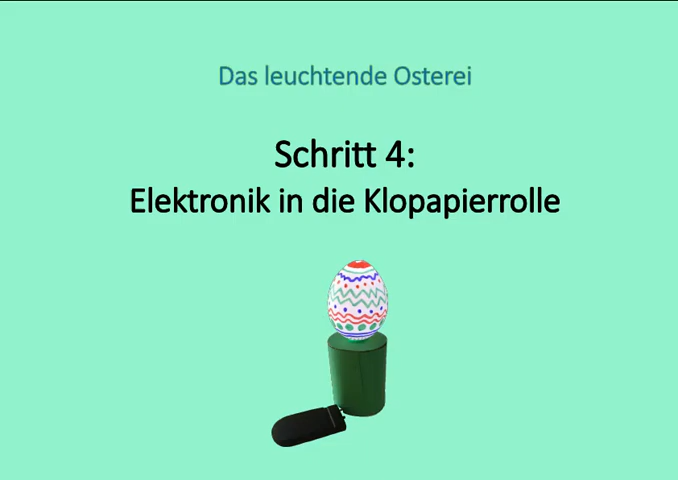 Das leuchtende Osterei
Schritt 4:
Elektronik in die Klopapierrolle